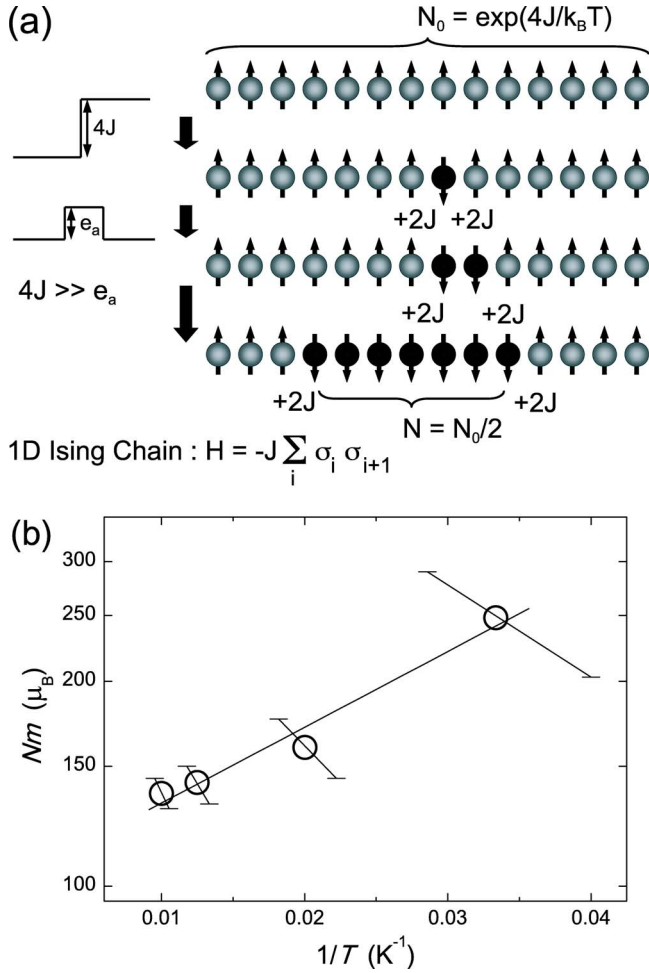 (a)
N₀ = exp(4J/k_BT)
4J
+2J +2J
e_a
4J >> e_a
+2J +2J
+2J +2J
N = N₀/2
1D Ising Chain : H = -J ∑ σ_i σ_{i+1}
i
(b)
300
250
200
150
100
Nm (μ_B)
0.01 0.02 0.03 0.04
1/T (K⁻¹)